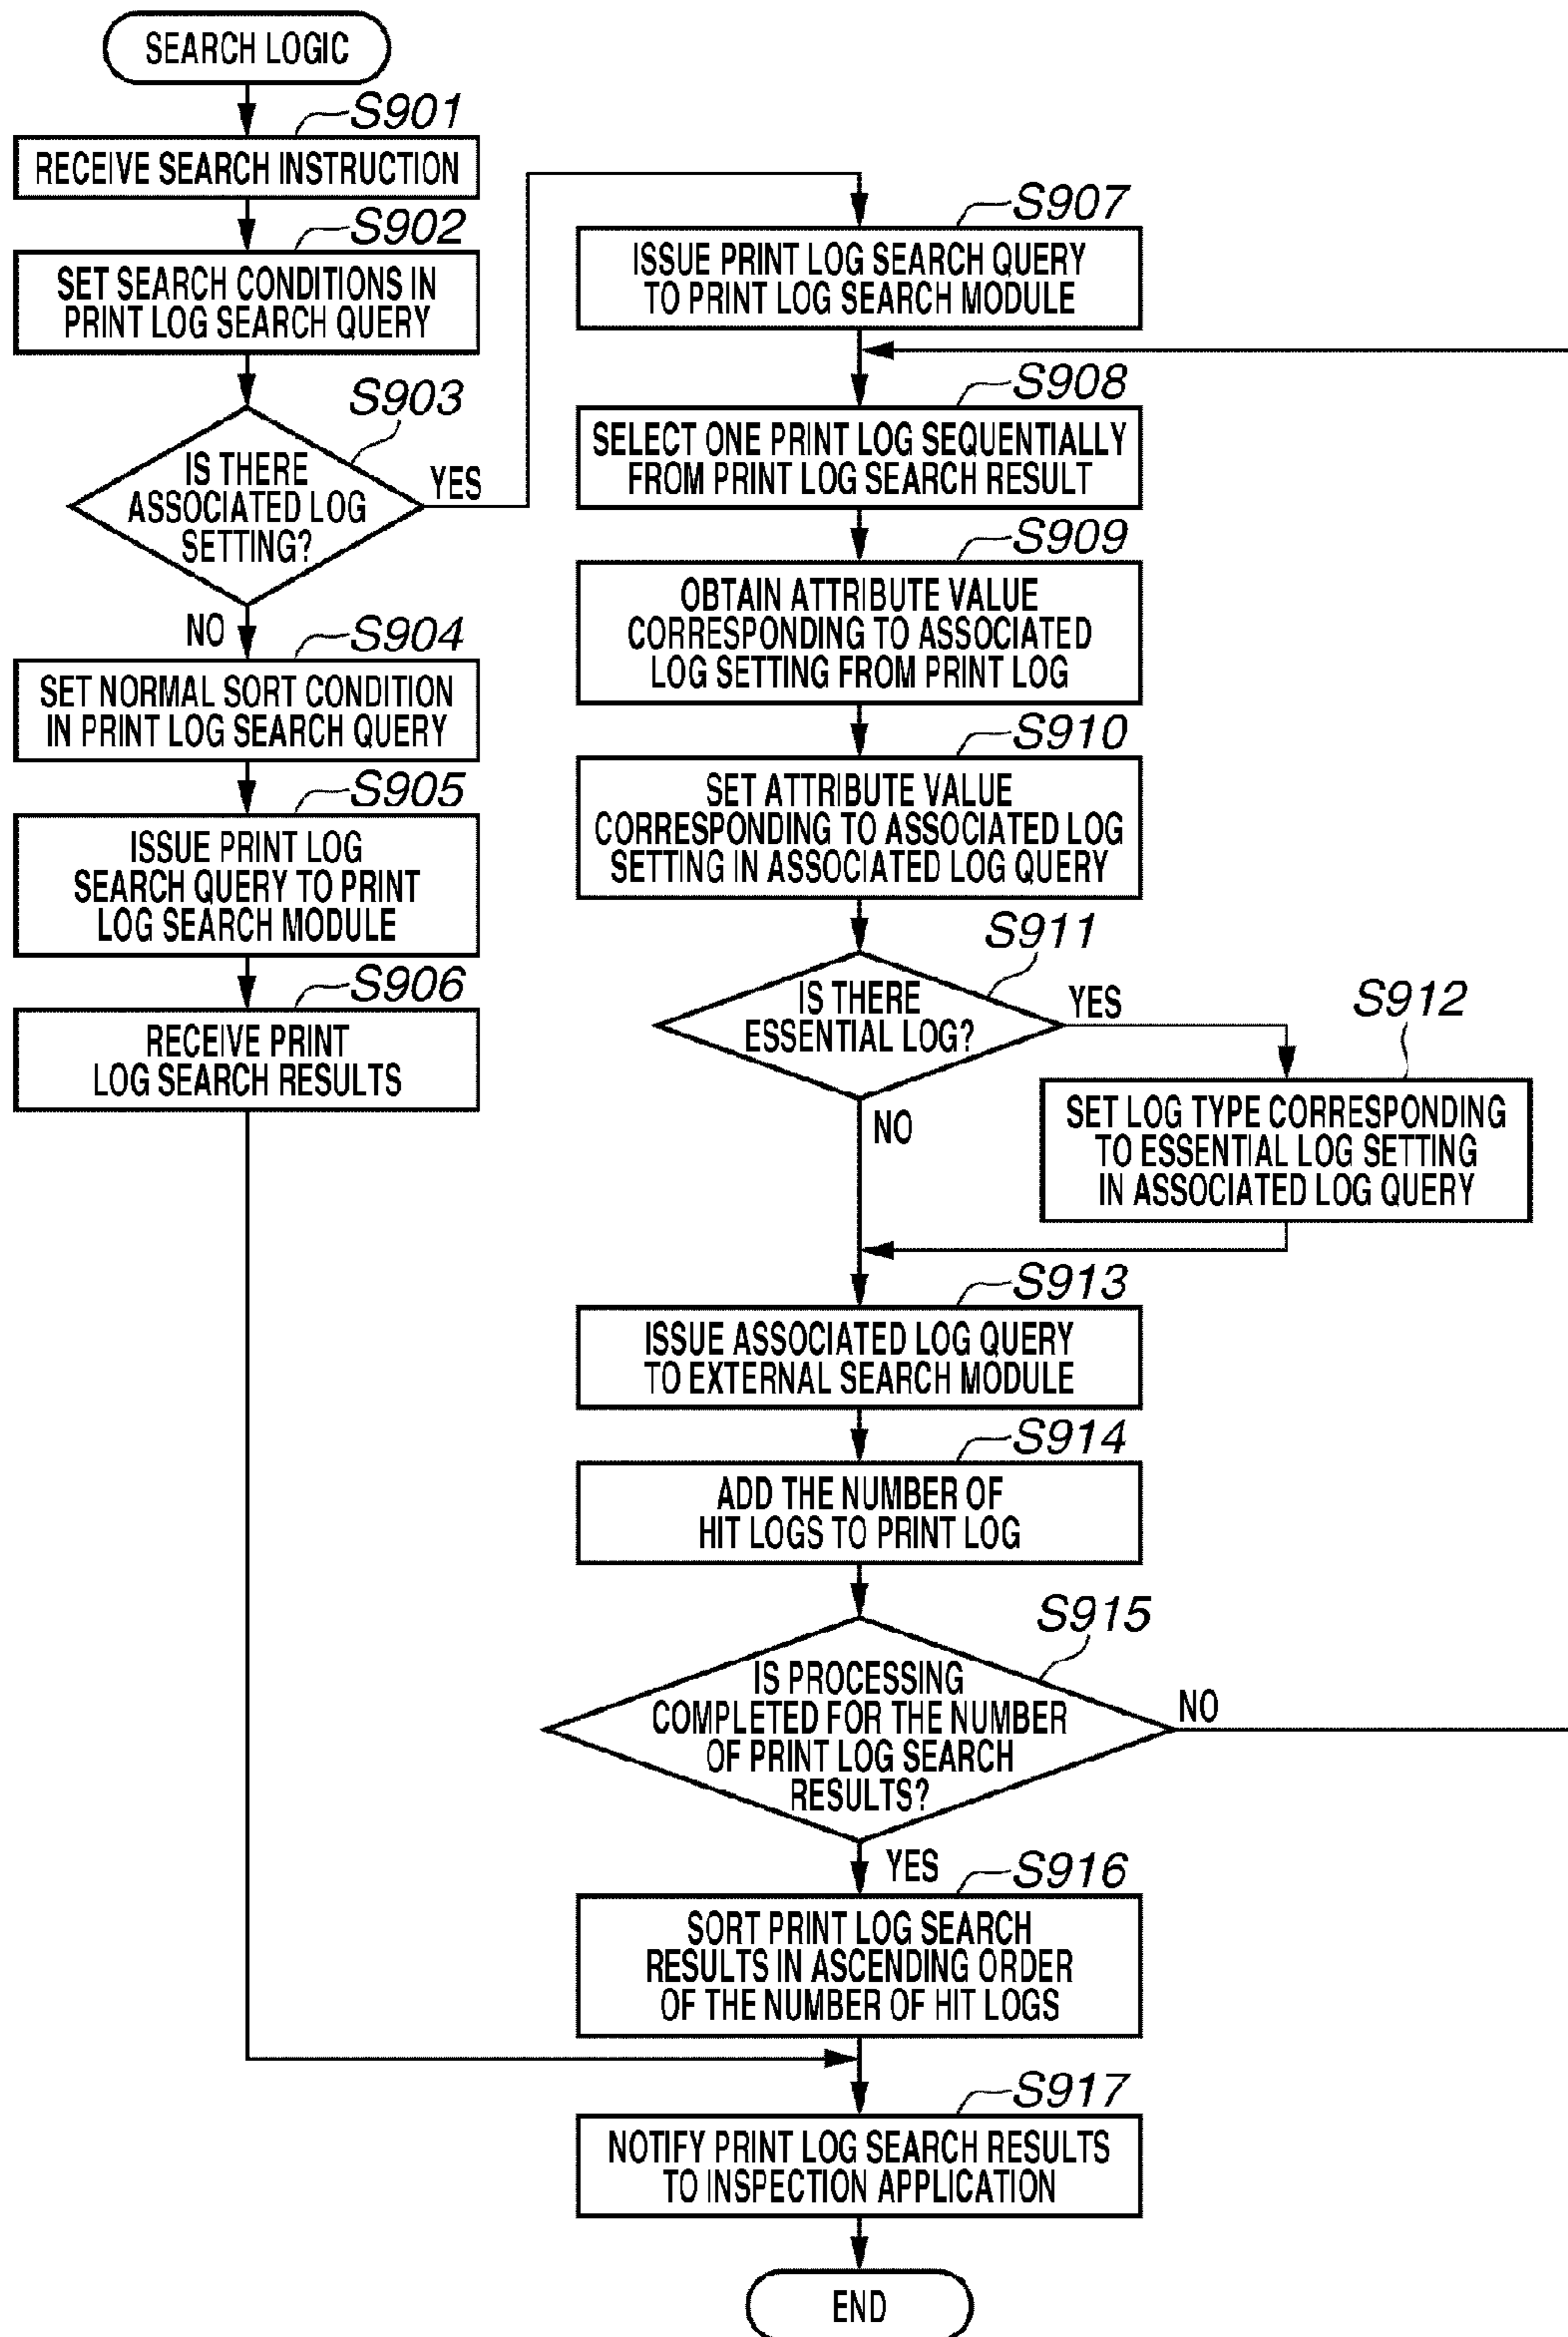 SEARCH LOGIC
S901
RECEIVE SEARCH INSTRUCTION
S902
SET SEARCH CONDITIONS IN
PRINT LOG SEARCH QUERY
S903
IS THERE
ASSOCIATED LOG
SETTING?
YES
NO
S904
SET NORMAL SORT CONDITION
IN PRINT LOG SEARCH QUERY
S905
ISSUE PRINT LOG
SEARCH QUERY TO PRINT
LOG SEARCH MODULE
S906
RECEIVE PRINT
LOG SEARCH RESULTS
S907
ISSUE PRINT LOG SEARCH QUERY
TO PRINT LOG SEARCH MODULE
S908
SELECT ONE PRINT LOG SEQUENTIALLY
FROM PRINT LOG SEARCH RESULT
S909
OBTAIN ATTRIBUTE VALUE
CORRESPONDING TO ASSOCIATED
LOG SETTING FROM PRINT LOG
S910
SET ATTRIBUTE VALUE
CORRESPONDING TO ASSOCIATED LOG
SETTING IN ASSOCIATED LOG QUERY
S911
IS THERE
ESSENTIAL LOG?
YES
NO
S912
SET LOG TYPE CORRESPONDING
TO ESSENTIAL LOG SETTING
IN ASSOCIATED LOG QUERY
S913
ISSUE ASSOCIATED LOG QUERY
TO EXTERNAL SEARCH MODULE
S914
ADD THE NUMBER OF
HIT LOGS TO PRINT LOG
S915
IS PROCESSING
COMPLETED FOR THE NUMBER
OF PRINT LOG SEARCH
RESULTS?
NO
YES
S916
SORT PRINT LOG SEARCH
RESULTS IN ASCENDING ORDER
OF THE NUMBER OF HIT LOGS
S917
NOTIFY PRINT LOG SEARCH RESULTS
TO INSPECTION APPLICATION
END